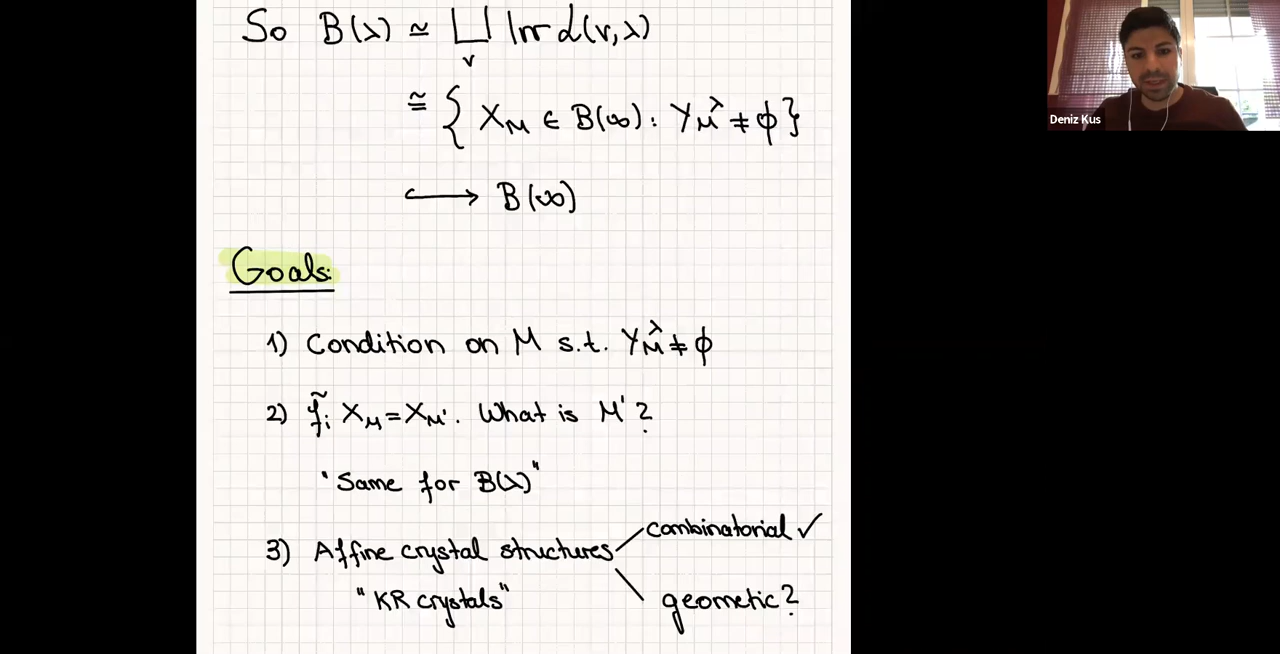 So B(λ) ≅ ⊔ Irr L(v,λ)
v
≅ { X_M ∈ B(∞) : Y_M^λ ≠ ϕ}
↪ B(∞)
Goals:
1) Condition on M s.t. Y_M^λ ≠ ϕ
2) f̃_i X_M = X_M'. What is M'?
"Same for B(λ)"
3) Affine crystal structures
combinatorial ✓
"KR crystals"
geometic?
Deniz Kus